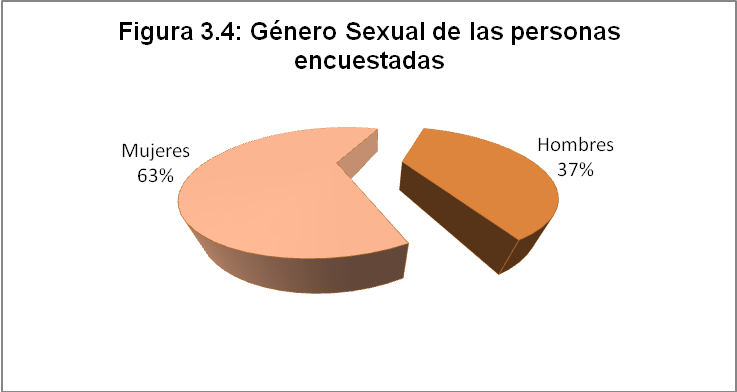 Figura 3.4: Género Sexual de las personas
encuestadas
Mujeres
63%
Hombres
37%